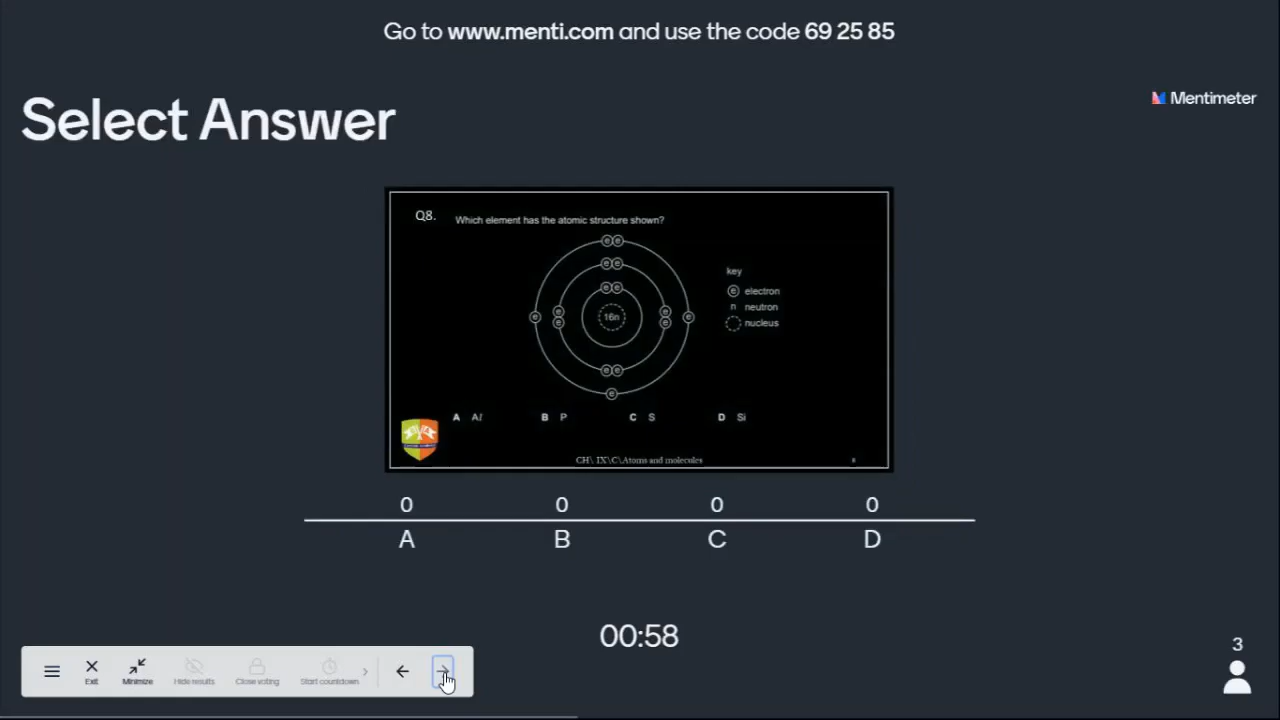 Go to www.menti.com and use the code 69 25 85
Select Answer
Mentimeter
Q8. Which element has the atomic structure shown?
e e
e e
e e
e e 16n e e
e e
e e
e
key
e electron
n neutron
nucleus
A Al B P C S D Si
CH\ IX\C\Atoms and molecules 8
0 0 0 0
A B C D
00:58
3
Exit Minimize Hide results Close voting Start countdown